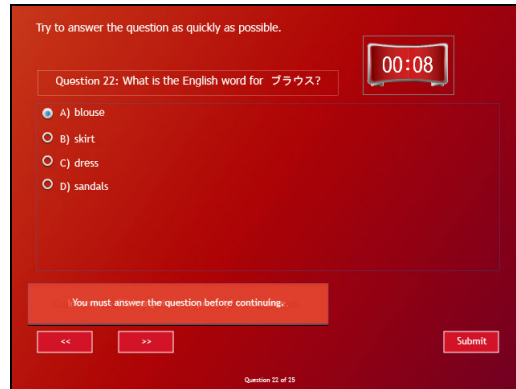 Try to answer the question as quickly as possible.
00:08
Question 22: What is the English word for ブラウス?
A) blouse
B) skirt
C) dress
D) sandals
You must answer the question before continuing.
<<
>>
Submit
Question 22 of 25